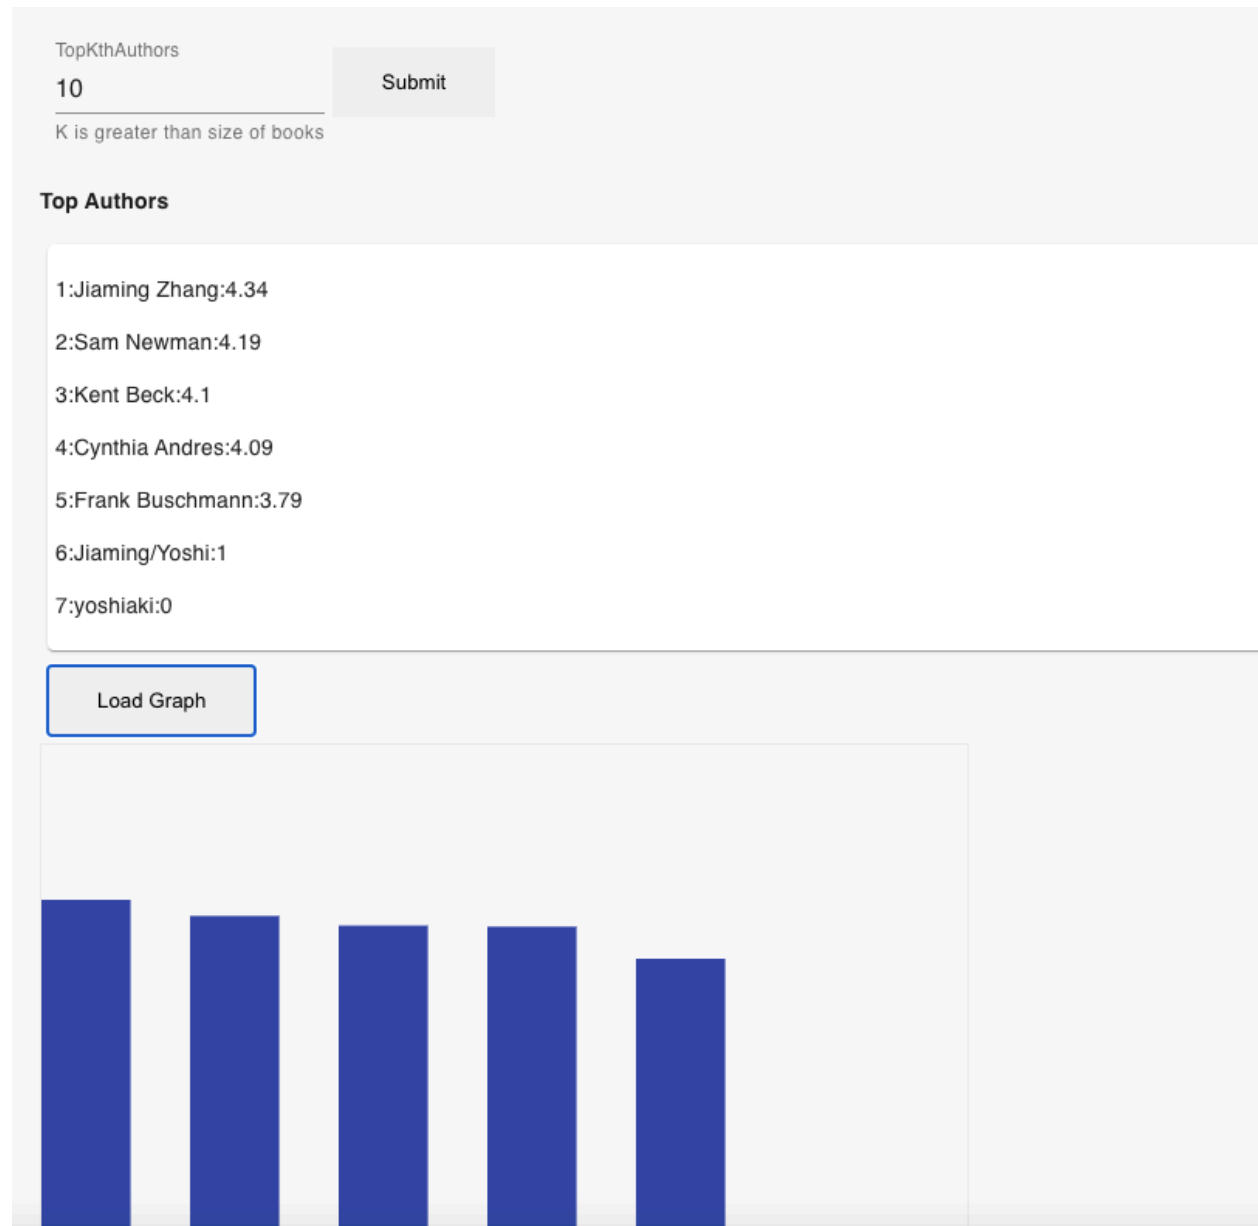 TopKthAuthors
10
Submit
K is greater than size of books
Top Authors
1:Jiaming Zhang:4.34
2:Sam Newman:4.19
3:Kent Beck:4.1
4:Cynthia Andres:4.09
5:Frank Buschmann:3.79
6:Jiaming/Yoshi:1
7:yoshiaki:0
Load Graph